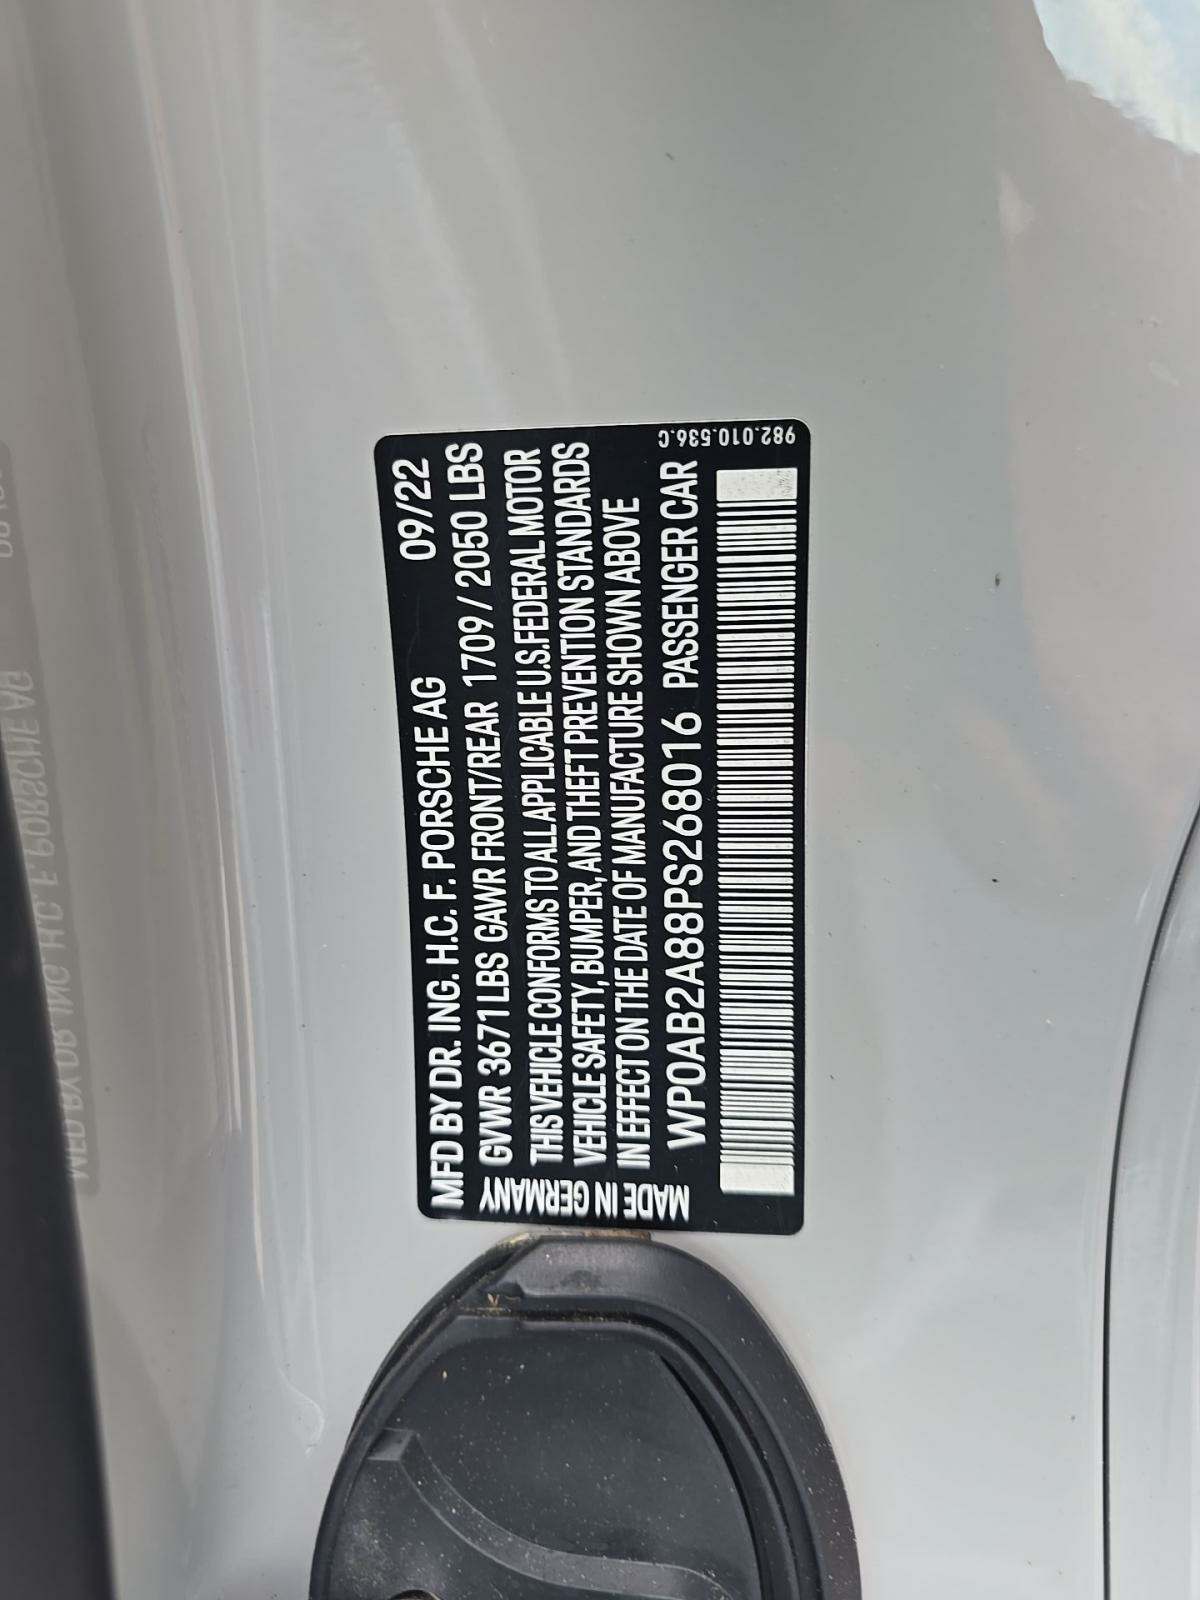 MFD BY DR. ING. H.C. F. PORSCHE AG 09/22
GVWR 3671 LBS GAWR FRONT/REAR 1709 / 2050 LBS
THIS VEHICLE CONFORMS TO ALL APPLICABLE U.S. FEDERAL MOTOR
VEHICLE SAFETY, BUMPER, AND THEFT PREVENTION STANDARDS
IN EFFECT ON THE DATE OF MANUFACTURE SHOWN ABOVE
WP0AB2A88PS268016 PASSENGER CAR
MADE IN GERMANY
982.010.536.C